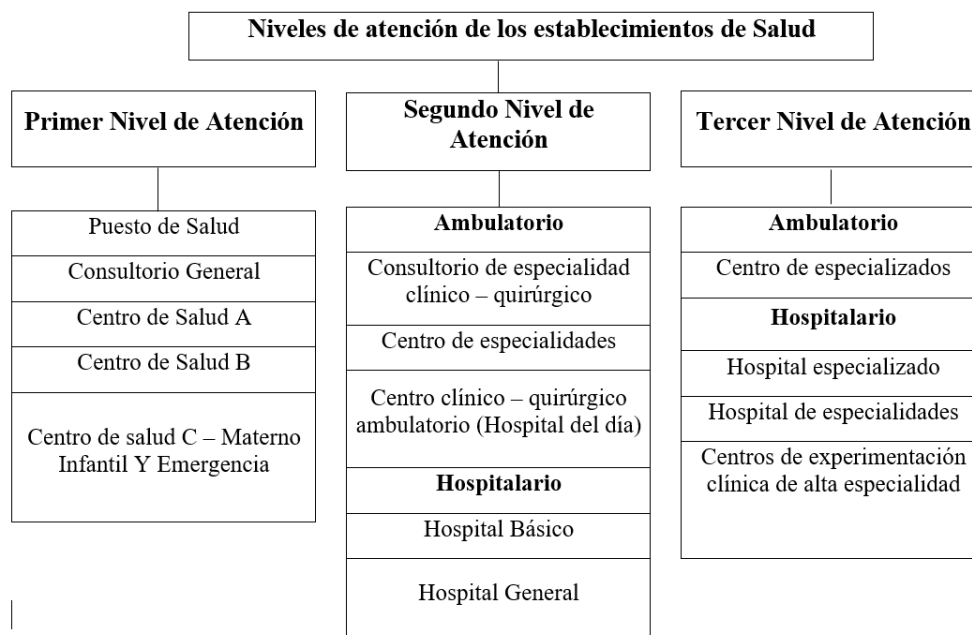 Niveles de atención de los establecimientos de Salud
Primer Nivel de Atención
Puesto de Salud
Consultorio General
Centro de Salud A
Centro de Salud B
Centro de salud C – Materno
Infantil Y Emergencia
Segundo Nivel de
Atención
Ambulatorio
Consultorio de especialidad
clínico – quirúrgico
Centro de especialidades
Centro clínico – quirúrgico
ambulatorio (Hospital del día)
Hospitalario
Hospital Básico
Hospital General
Tercer Nivel de Atención
Ambulatorio
Centro de especializados
Hospitalario
Hospital especializado
Hospital de especialidades
Centros de experimentación
clínica de alta especialidad